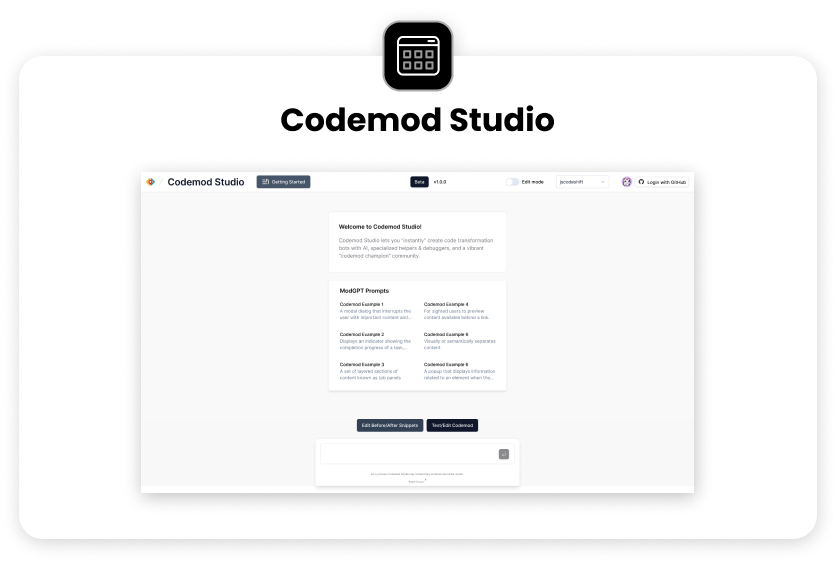 Codemod Studio
/ Codemod Studio
Getting Started
Beta
v1.0.0
Edit mode
jscodeshift
Login with GitHub
Welcome to Codemod Studio!
Codemod Studio lets you "instantly" create code transformation
bots with AI, specialized helpers & debuggers, and a vibrant
"codemod champion" community.
ModGPT Prompts
Codemod Example 1
A modal dialog that interrupts the
user with important content and...
Codemod Example 4
For sighted users to preview
content available behind a link.
Codemod Example 2
Displays an indicator showing the
completion progress of a task,...
Codemod Example
Visually or semantically separates
content.
Codemod Example 3
A set of layered sections of
content known as tab panels
Codemod Example
A popup that displays information
related to an element when the...
Edit Before/After Snippets
Test/Edit Codemod